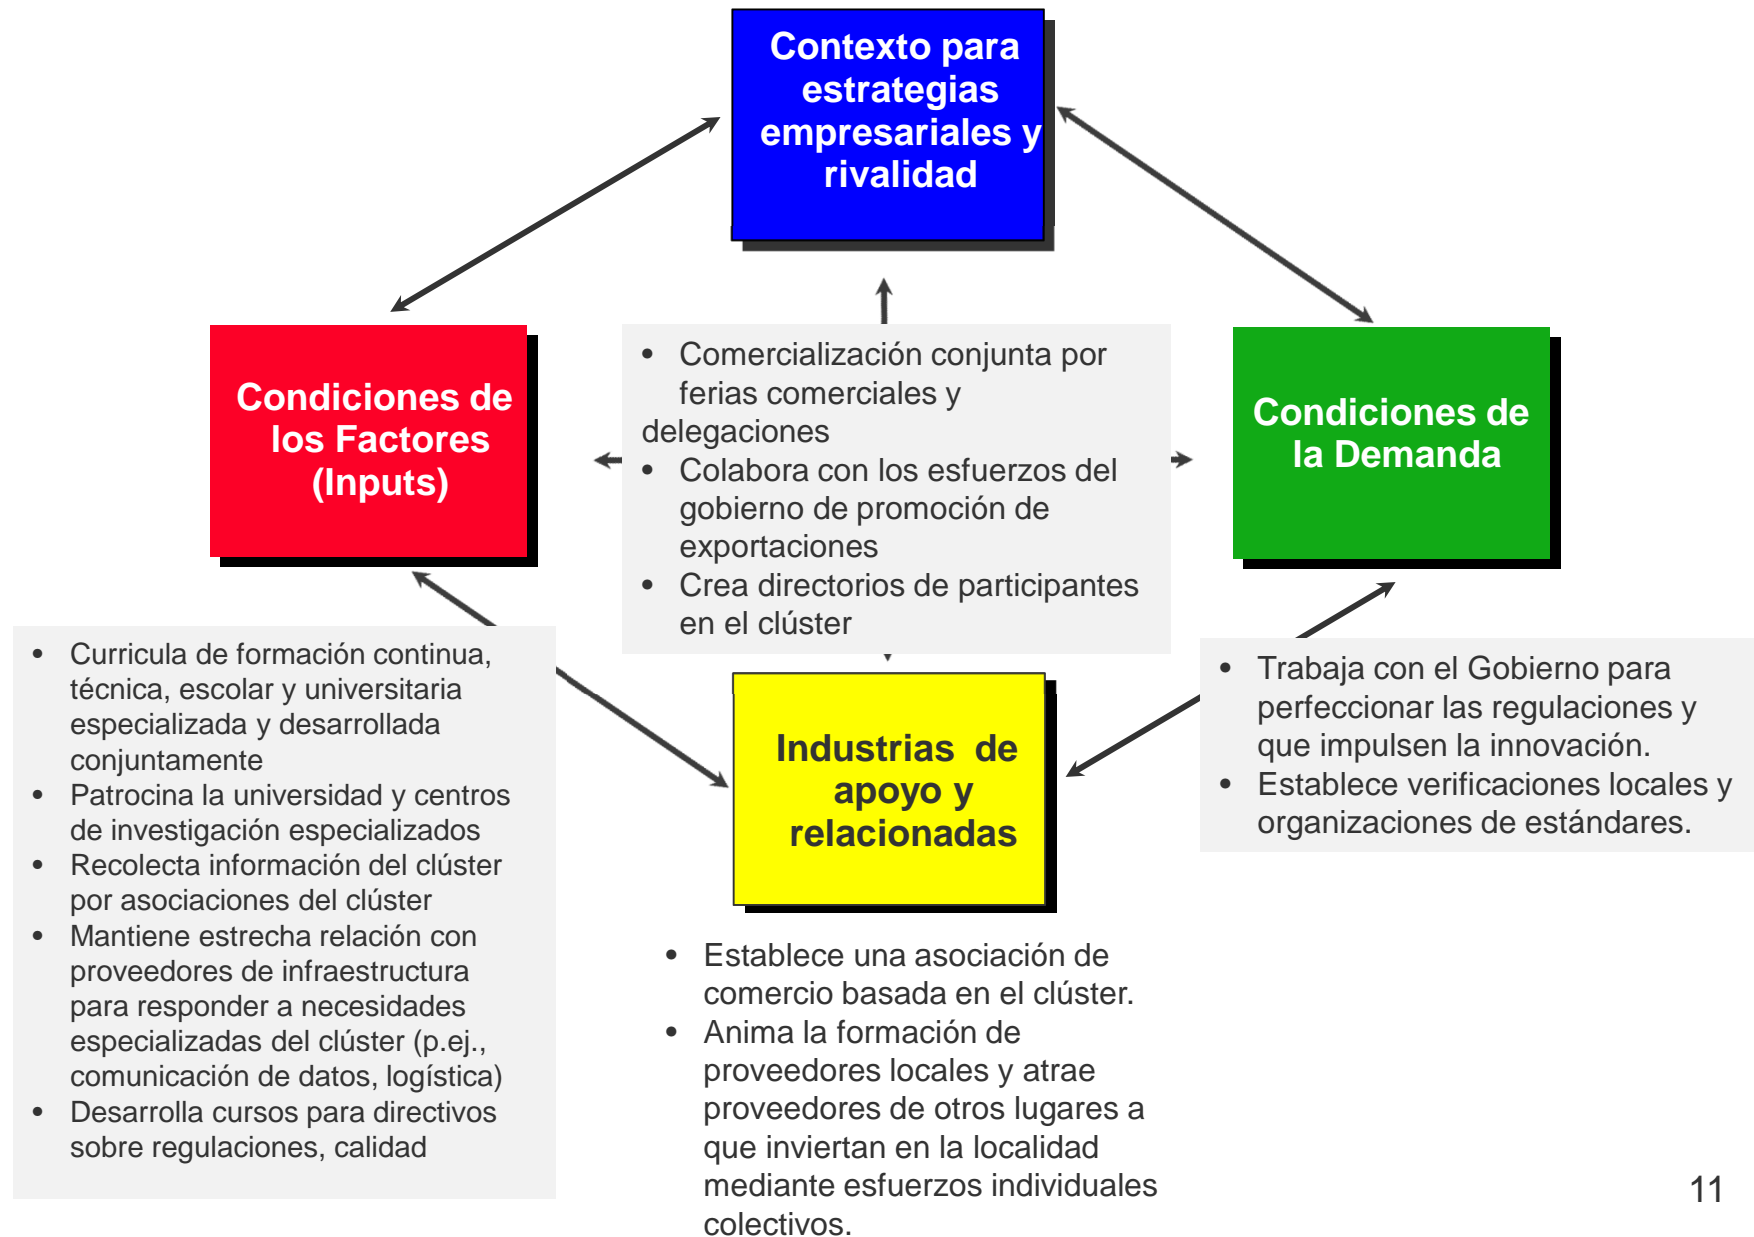 Contexto para
estrategias
empresariales y
rivalidad
Condiciones de
los Factores
(Inputs)
• Comercialización conjunta por
ferias comerciales y
delegaciones
• Colabora con los esfuerzos del
gobierno de promoción de
exportaciones
• Crea directorios de participantes
en el clúster
Condiciones de
la Demanda
• Curricula de formación continua,
técnica, escolar y universitaria
especializada y desarrollada
conjuntamente
• Patrocina la universidad y centros
de investigación especializados
• Recolecta información del clúster
por asociaciones del clúster
• Mantiene estrecha relación con
proveedores de infraestructura
para responder a necesidades
especializadas del clúster (p.ej.,
comunicación de datos, logística)
• Desarrolla cursos para directivos
sobre regulaciones, calidad
Industrias de
apoyo y
relacionadas
• Trabaja con el Gobierno para
perfeccionar las regulaciones y
que impulsen la innovación.
• Establece verificaciones locales y
organizaciones de estándares.
• Establece una asociación de
comercio basada en el clúster.
• Anima la formación de
proveedores locales y atrae
proveedores de otros lugares a
que inviertan en la localidad
mediante esfuerzos individuales
colectivos.
11